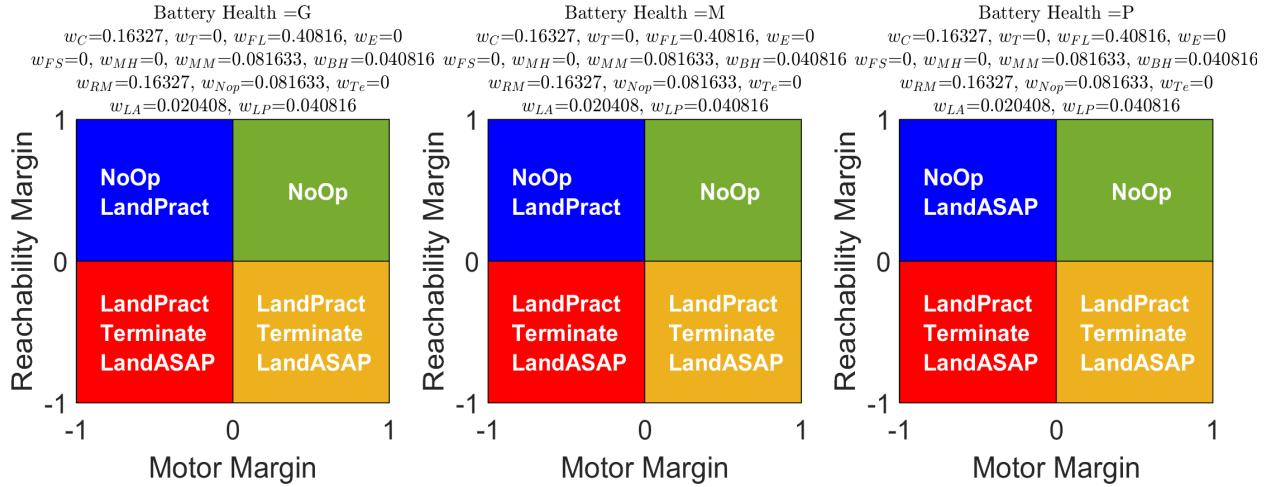 Battery Health =G
w_C=0.16327, w_T=0, w_FL=0.40816, w_E=0
w_FS=0, w_MH=0, w_MM=0.081633, w_BH=0.040816
w_RM=0.16327, w_Nop=0.081633, w_Te=0
w_LA=0.020408, w_LP=0.040816
1
0
-1
Reachability Margin
NoOp
LandPract
NoOp
LandPract
Terminate
LandASAP
LandPract
Terminate
LandASAP
-1 0 1
Motor Margin
Battery Health =M
w_C=0.16327, w_T=0, w_FL=0.40816, w_E=0
w_FS=0, w_MH=0, w_MM=0.081633, w_BH=0.040816
w_RM=0.16327, w_Nop=0.081633, w_Te=0
w_LA=0.020408, w_LP=0.040816
1
0
-1
Reachability Margin
NoOp
LandPract
NoOp
LandPract
Terminate
LandASAP
LandPract
Terminate
LandASAP
-1 0 1
Motor Margin
Battery Health =P
w_C=0.16327, w_T=0, w_FL=0.40816, w_E=0
w_FS=0, w_MH=0, w_MM=0.081633, w_BH=0.040816
w_RM=0.16327, w_Nop=0.081633, w_Te=0
w_LA=0.020408, w_LP=0.040816
1
0
-1
Reachability Margin
NoOp
LandASAP
NoOp
LandPract
Terminate
LandASAP
LandPract
Terminate
LandASAP
-1 0 1
Motor Margin